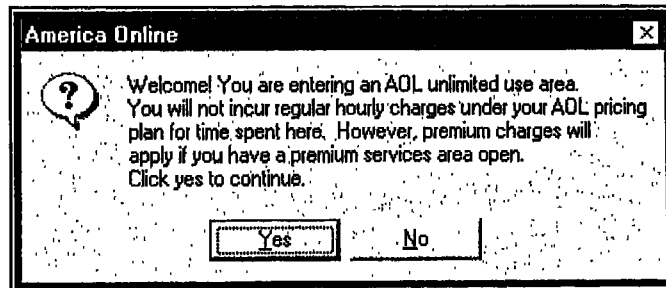 America Online
?
Welcome! You are entering an AOL unlimited use area.
You will not incur regular hourly charges under your AOL pricing
plan for time spent here. However, premium charges will
apply if you have a premium services area open.
Click yes to continue.
Yes No